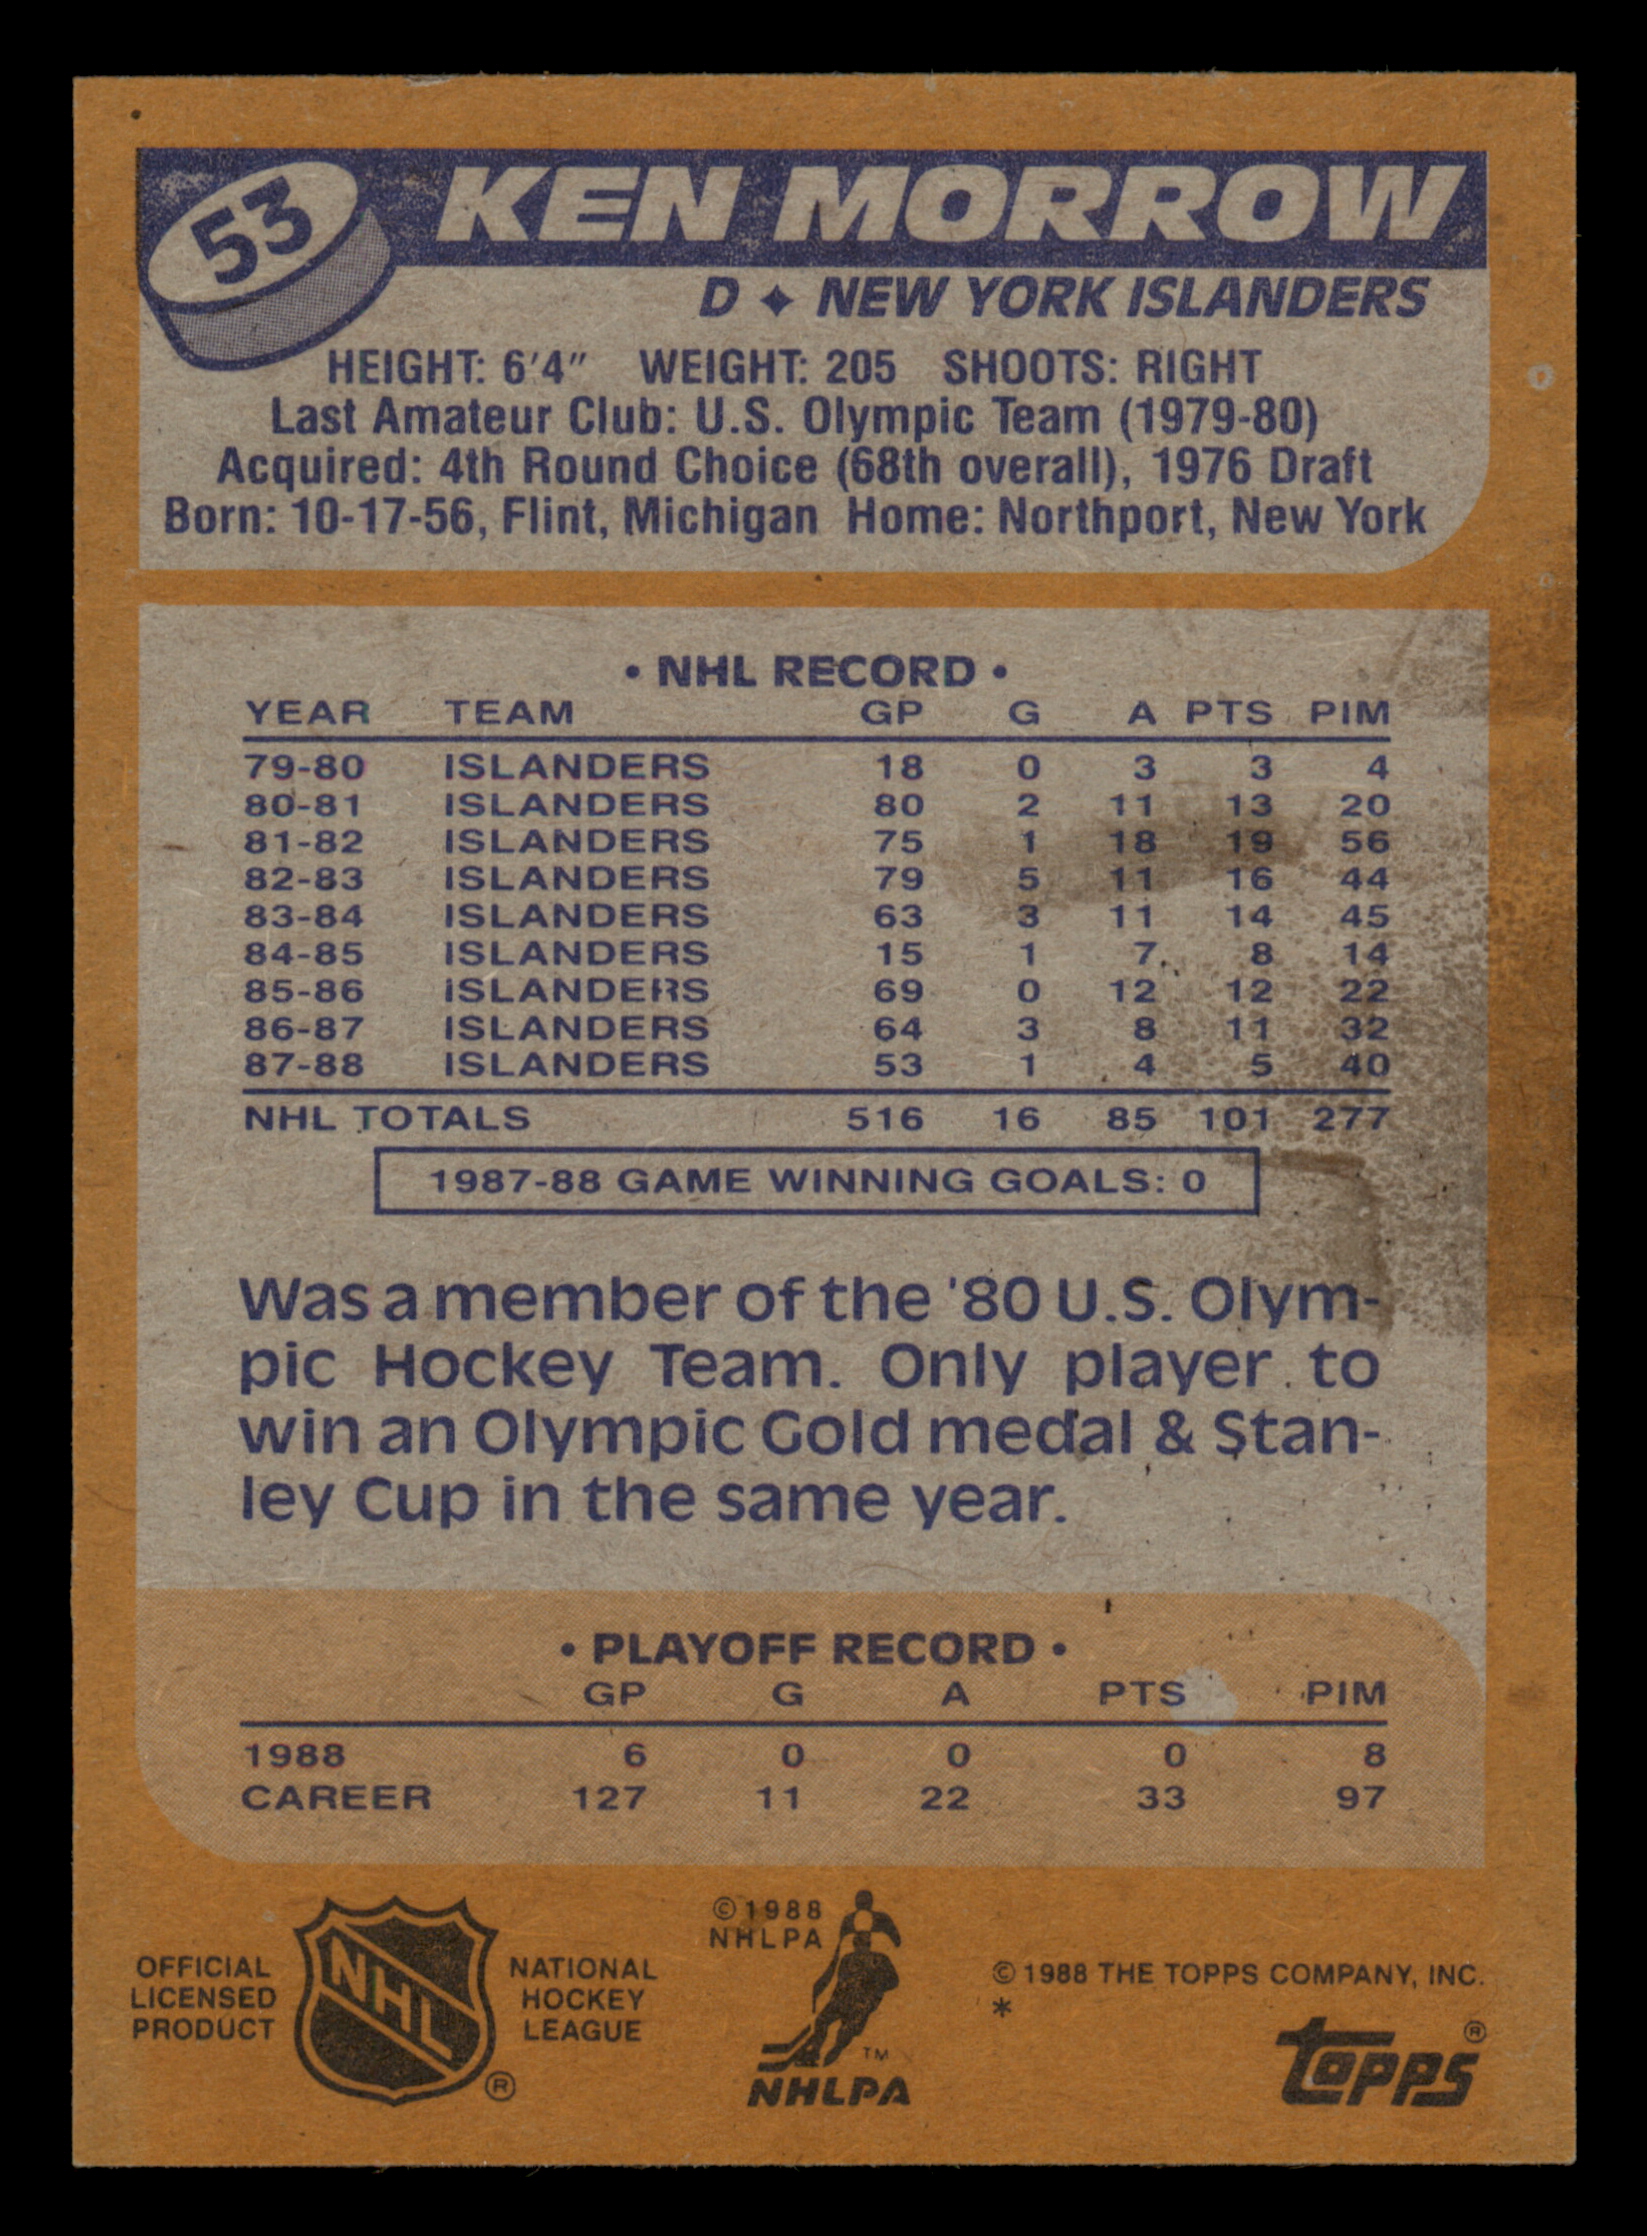 53
KEN MORROW
D ✦ NEW YORK ISLANDERS
HEIGHT: 6'4" WEIGHT: 205 SHOOTS: RIGHT
Last Amateur Club: U.S. Olympic Team (1979-80)
Acquired: 4th Round Choice (68th overall), 1976 Draft
Born: 10-17-56, Flint, Michigan Home: Northport, New York
• NHL RECORD •
YEAR TEAM GP G A PTS PIM
79-80 ISLANDERS 18 0 3 3 4
80-81 ISLANDERS 80 2 11 13 20
81-82 ISLANDERS 75 1 18 19 56
82-83 ISLANDERS 79 5 11 16 44
83-84 ISLANDERS 63 3 11 14 45
84-85 ISLANDERS 15 1 7 8 14
85-86 ISLANDERS 69 0 12 12 22
86-87 ISLANDERS 64 3 8 11 32
87-88 ISLANDERS 53 1 4 5 40
NHL TOTALS 516 16 85 101 277
1987-88 GAME WINNING GOALS: 0
Was a member of the '80 U.S. Olym-
pic Hockey Team. Only player to
win an Olympic Gold medal & Stan-
ley Cup in the same year.
• PLAYOFF RECORD •
GP G A PTS PIM
1988 6 0 0 0 8
CAREER 127 11 22 33 97
OFFICIAL
LICENSED
PRODUCT
NHL
®
NATIONAL
HOCKEY
LEAGUE
©1988
NHLPA
TM
NHLPA
© 1988 THE TOPPS COMPANY, INC.
*
topps®